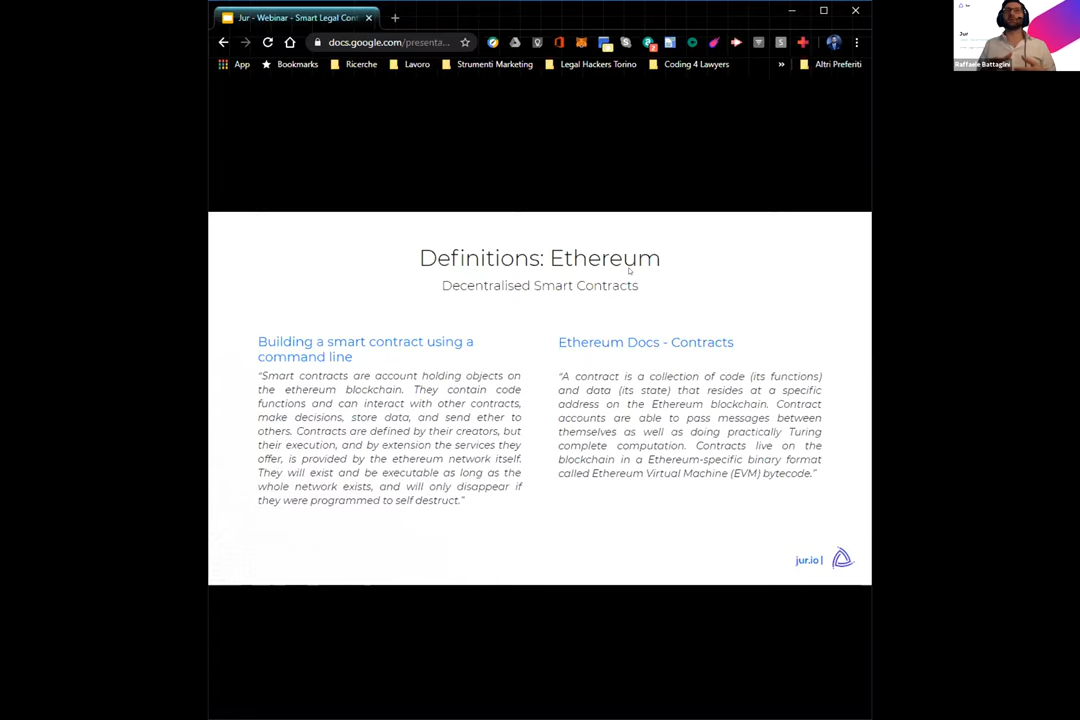 Jur - Webinar - Smart Legal Con
docs.google.com/presenta...
App
Bookmarks
Ricerche
Lavoro
Strumenti Marketing
Legal Hackers Torino
Coding 4 Lawyers
»
Altri Preferiti
Jur
Raffaele Battaglini
Definitions: Ethereum
Decentralised Smart Contracts
Building a smart contract using a
command line
“Smart contracts are account holding objects on
the ethereum blockchain. They contain code
functions and can interact with other contracts,
make decisions, store data, and send ether to
others. Contracts are defined by their creators, but
their execution, and by extension the services they
offer, is provided by the ethereum network itself.
They will exist and be executable as long as the
whole network exists, and will only disappear if
they were programmed to self destruct.”
Ethereum Docs - Contracts
“A contract is a collection of code (its functions)
and data (its state) that resides at a specific
address on the Ethereum blockchain. Contract
accounts are able to pass messages between
themselves as well as doing practically Turing
complete computation. Contracts live on the
blockchain in a Ethereum-specific binary format
called Ethereum Virtual Machine (EVM) bytecode.”
jur.io |